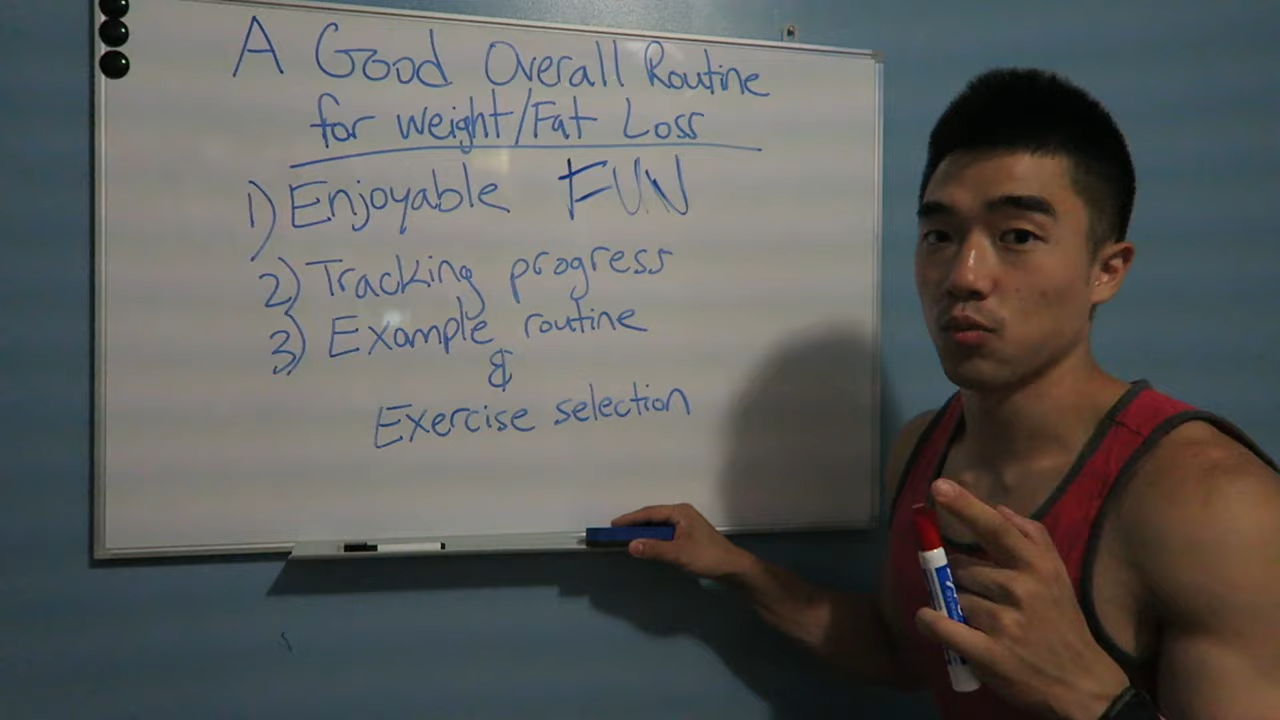 A Good Overall Routine
for Weight/Fat Loss
1) Enjoyable FUN
2) Tracking progress
3) Example routine
&
Exercise selection